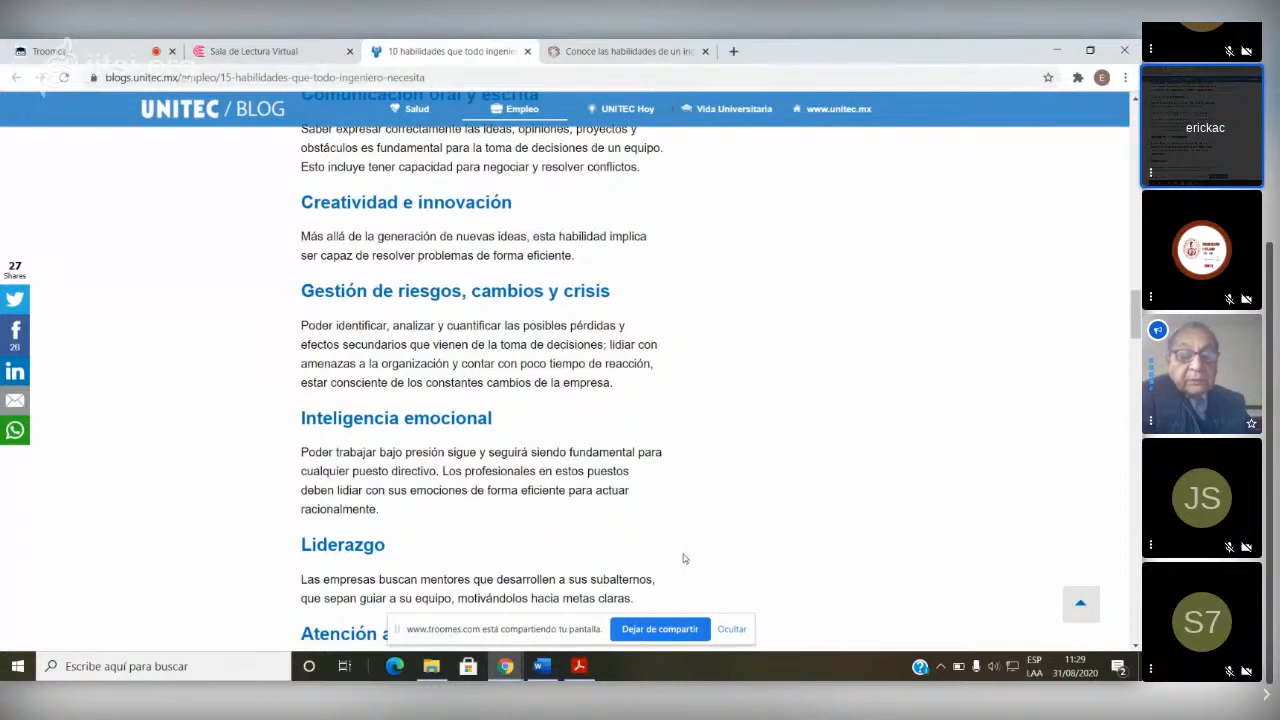 Troomes
Sala de Lectura Virtual
10 habilidades que todo ingenie
Conoce las habilidades de un ing
jitsi.org
blogs.unitec.mx/empleo/15-habilidades-que-todo-ingeniero-necesita
E
UNITEC / BLOG
Salud
Empleo
UNITEC Hoy
Vida Universitaria
www.unitec.mx
Comunicación oral y escrita
Saber expresar correctamente las ideas, opiniones, proyectos y
obstáculos es fundamental para la toma de decisiones de un equipo.
Esto incluye tener capacidad para negociar y resolver conflictos.
Creatividad e innovación
Más allá de la generación de nuevas ideas, esta habilidad implica
ser capaz de resolver problemas de forma eficiente.
Gestión de riesgos, cambios y crisis
Poder identificar, analizar y cuantificar las posibles pérdidas y
efectos secundarios que vienen de la toma de decisiones; lidiar con
amenazas a la organización y contar con poco tiempo de reacción,
estar consciente de los constantes cambios de la empresa.
Inteligencia emocional
Poder trabajar bajo presión sigue y seguirá siendo fundamental para
cualquier puesto directivo. Los profesionales en estos puestos
deben lidiar con sus emociones de forma eficiente para actuar
racionalmente.
Liderazgo
Las empresas buscan mentores que desarrollen a sus subalternos,
que sepan guiar a su equipo, motivándolos hacia metas claras.
Atención a
27
Shares
26
www.troomes.com está compartiendo tu pantalla.
Dejar de compartir
Ocultar
Escribe aquí para buscar
ESP
LAA
11:29
31/08/2020
2
erickac
JS
S7